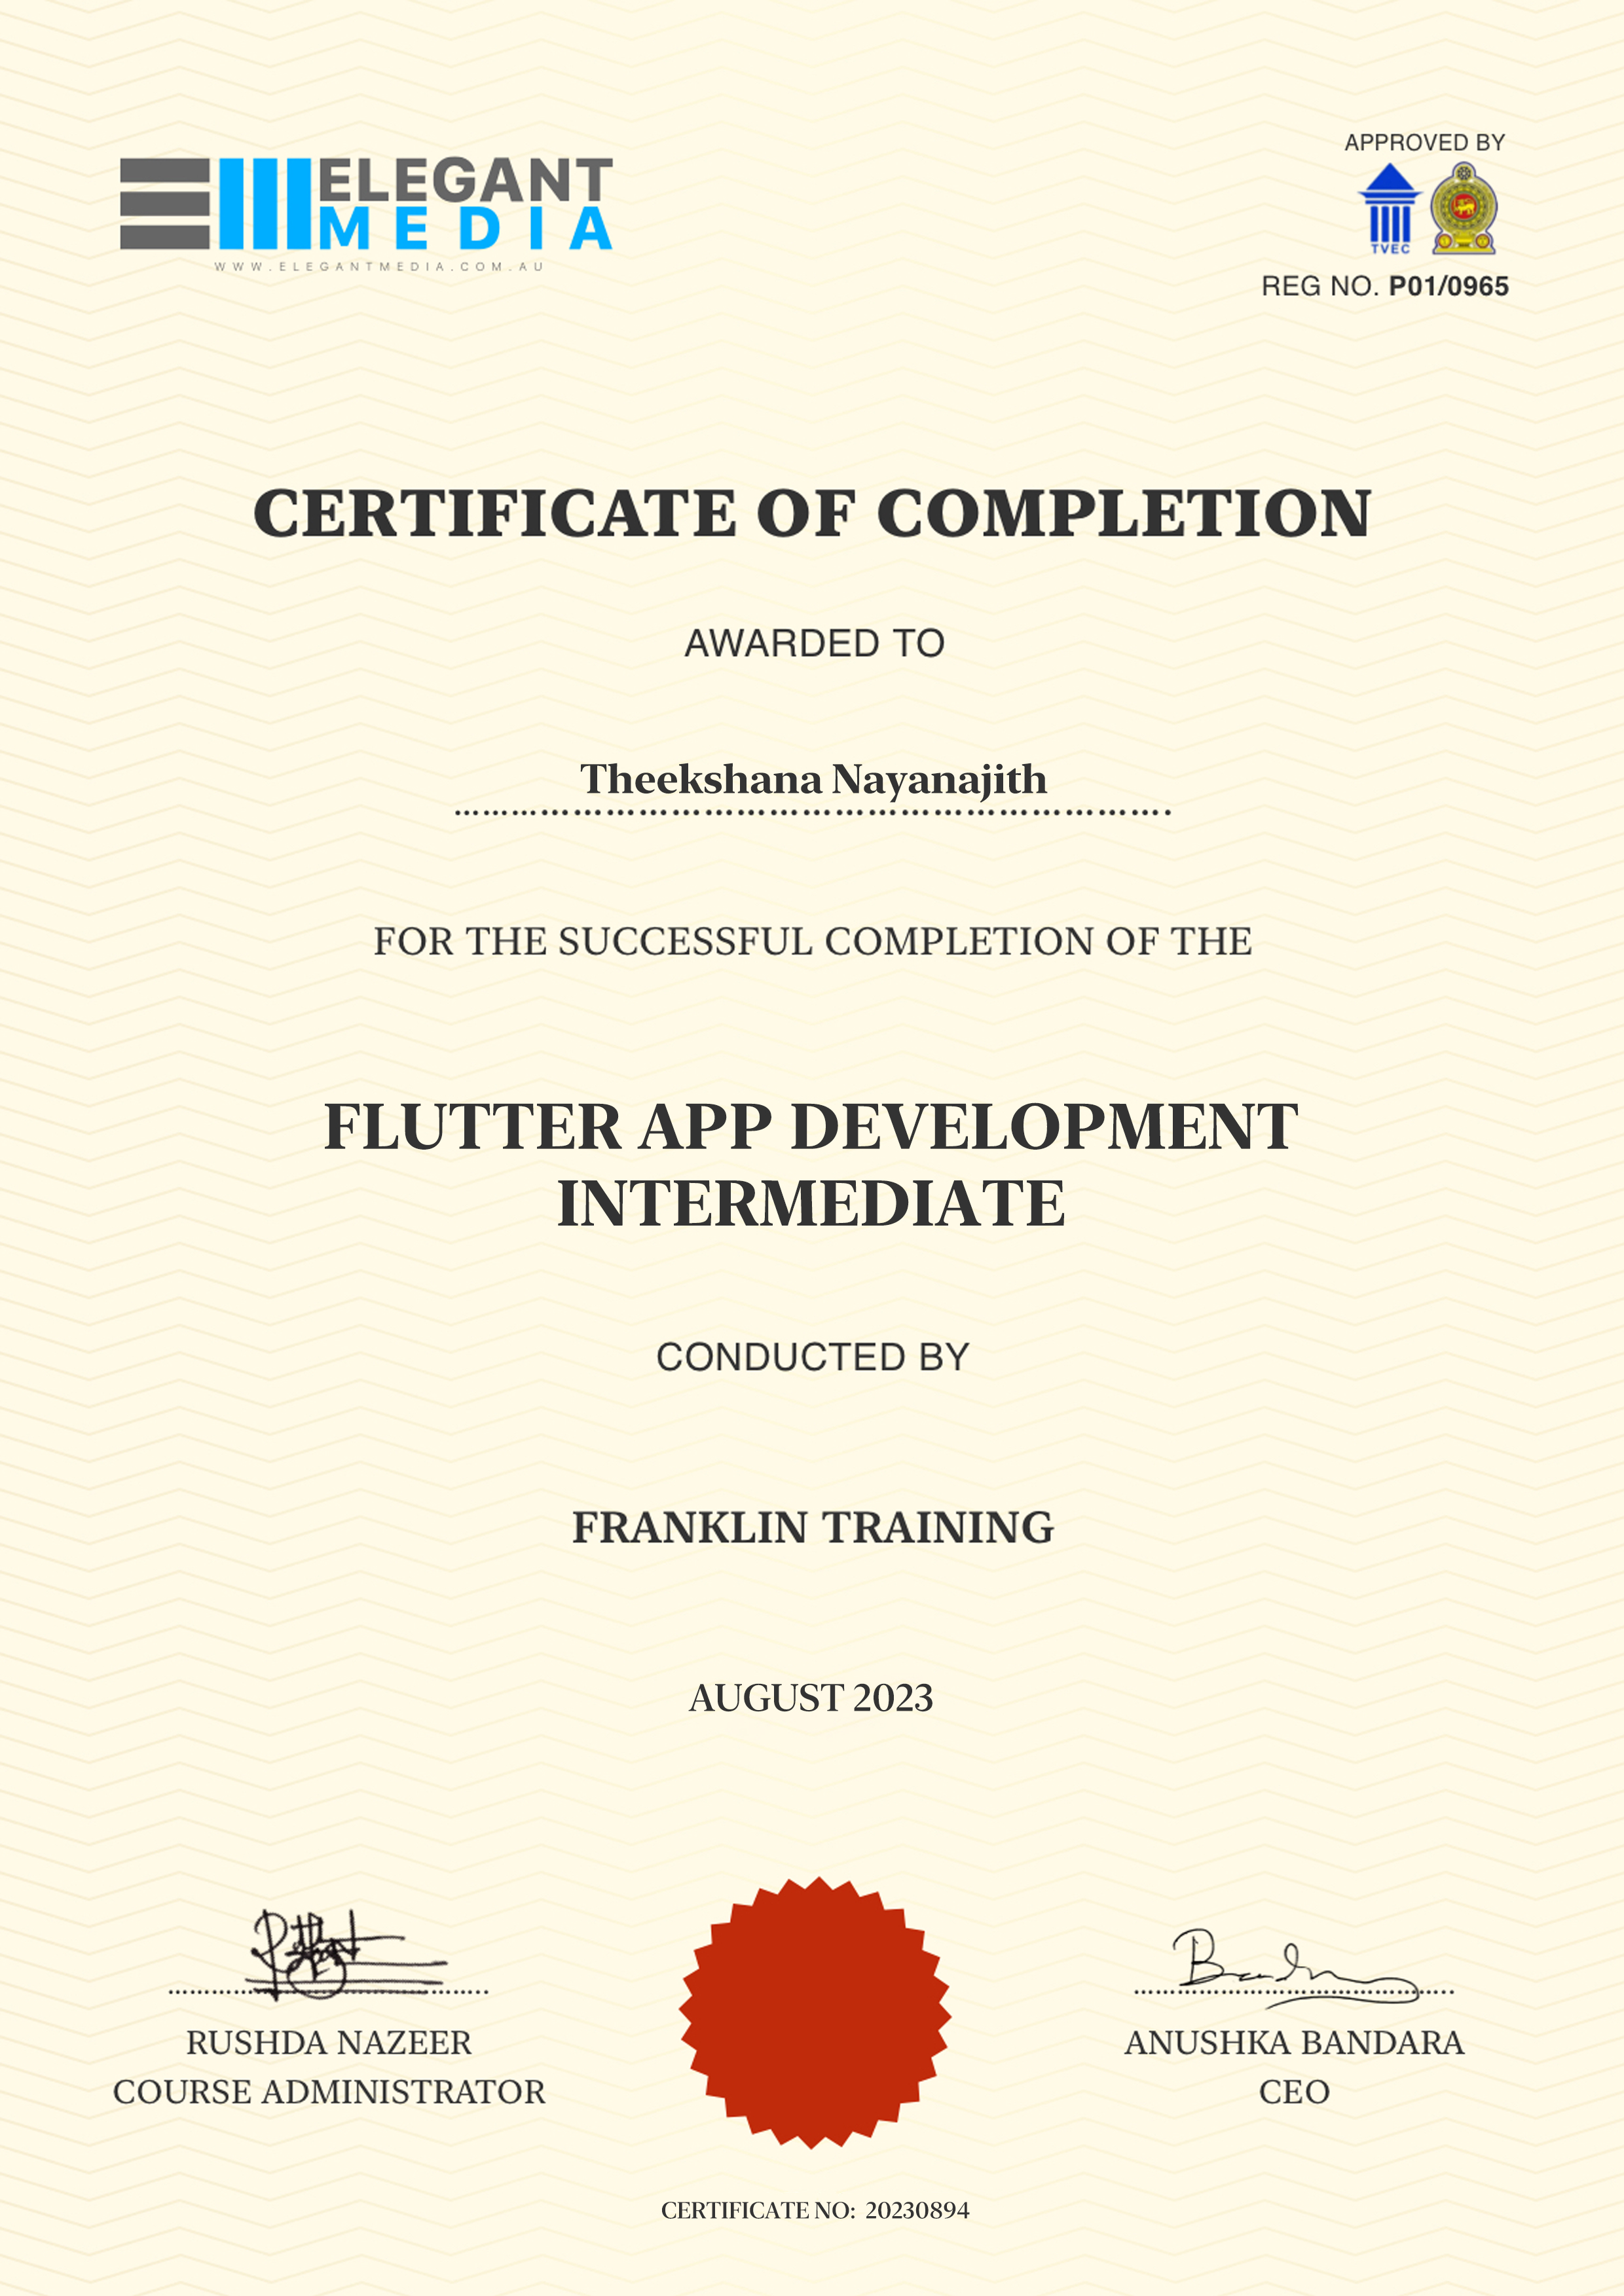 ELEGANT
MEDIA
WWW.ELEGANTMEDIA.COM.AU
APPROVED BY
TVEC
REG NO. P01/0965
CERTIFICATE OF COMPLETION
AWARDED TO
Theekshana Nayanajith
FOR THE SUCCESSFUL COMPLETION OF THE
FLUTTER APP DEVELOPMENT
INTERMEDIATE
CONDUCTED BY
FRANKLIN TRAINING
AUGUST 2023
RUSHDA NAZEER
COURSE ADMINISTRATOR
ANUSHKA BANDARA
CEO
CERTIFICATE NO: 20230894